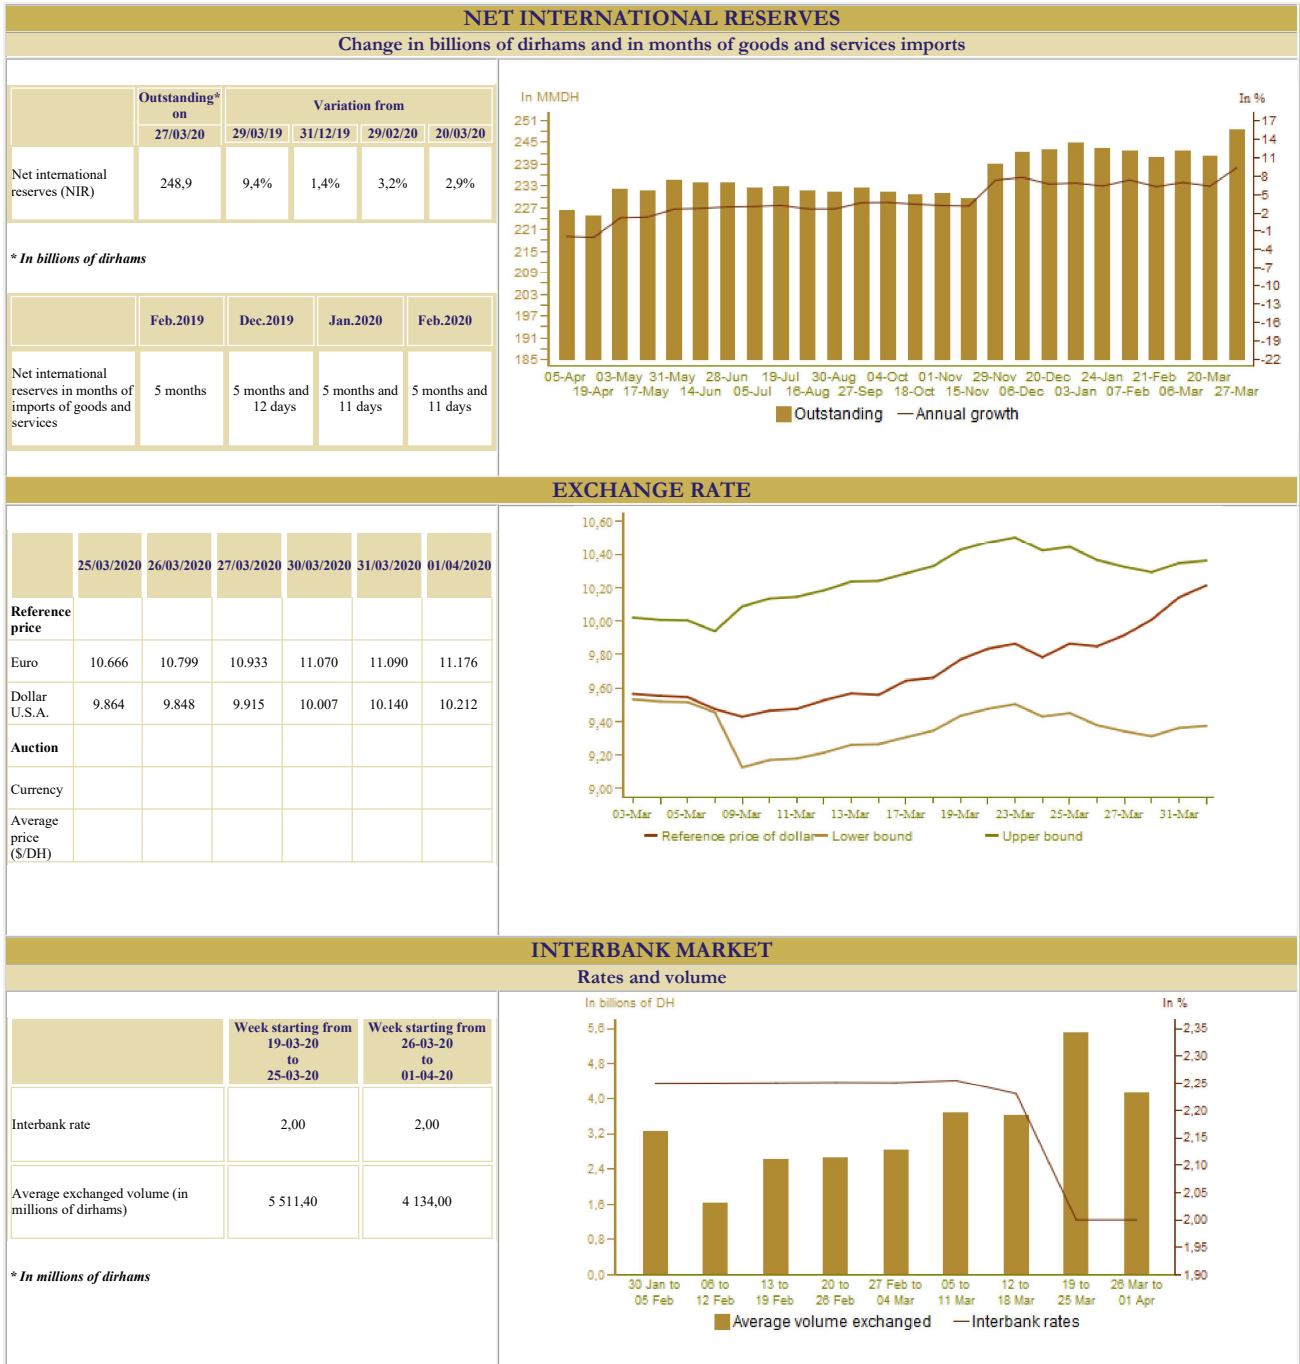 NET INTERNATIONAL RESERVES
Change in billions of dirhams and in months of goods and services imports
Outstanding* on
Variation from
27/03/20 29/03/19 31/12/19 29/02/20 20/03/20
Net international reserves (NIR) 248,9 9,4% 1,4% 3,2% 2,9%
* In billions of dirhams
Feb.2019 Dec.2019 Jan.2020 Feb.2020
Net international reserves in months of imports of goods and services 5 months 5 months and 12 days 5 months and 11 days 5 months and 11 days
In MMDH
In %
251
245
239
233
227
221
215
209
203
197
191
185
17
14
11
8
5
2
-1
-4
-7
-10
-13
-16
-19
-22
05-Apr 03-May 31-May 28-Jun 19-Jul 30-Aug 04-Oct 01-Nov 29-Nov 20-Dec 24-Jan 21-Feb 20-Mar
19-Apr 17-May 14-Jun 05-Jul 16-Aug 27-Sep 18-Oct 15-Nov 06-Dec 03-Jan 07-Feb 06-Mar 27-Mar
Outstanding Annual growth
EXCHANGE RATE
25/03/2020 26/03/2020 27/03/2020 30/03/2020 31/03/2020 01/04/2020
Reference price
Euro 10.666 10.799 10.933 11.070 11.090 11.176
Dollar U.S.A. 9.864 9.848 9.915 10.007 10.140 10.212
Auction
Currency
Average price ($/DH)
10,60
10,40
10,20
10,00
9,80
9,60
9,40
9,20
9,00
03-Mar 05-Mar 09-Mar 11-Mar 13-Mar 17-Mar 19-Mar 23-Mar 25-Mar 27-Mar 31-Mar
Reference price of dollar Lower bound Upper bound
INTERBANK MARKET
Rates and volume
Week starting from 19-03-20 to 25-03-20
Week starting from 26-03-20 to 01-04-20
Interbank rate 2,00 2,00
Average exchanged volume (in millions of dirhams) 5 511,40 4 134,00
* In millions of dirhams
In billions of DH
In %
5,6
4,8
4,0
3,2
2,4
1,6
0,8
0,0
2,35
2,30
2,25
2,20
2,15
2,10
2,05
2,00
1,95
1,90
30 Jan to 06 to 13 to 20 to 27 Feb to 05 to 12 to 19 to 26 Mar to
05 Feb 12 Feb 19 Feb 26 Feb 04 Mar 11 Mar 18 Mar 25 Mar 01 Apr
Average volume exchanged Interbank rates